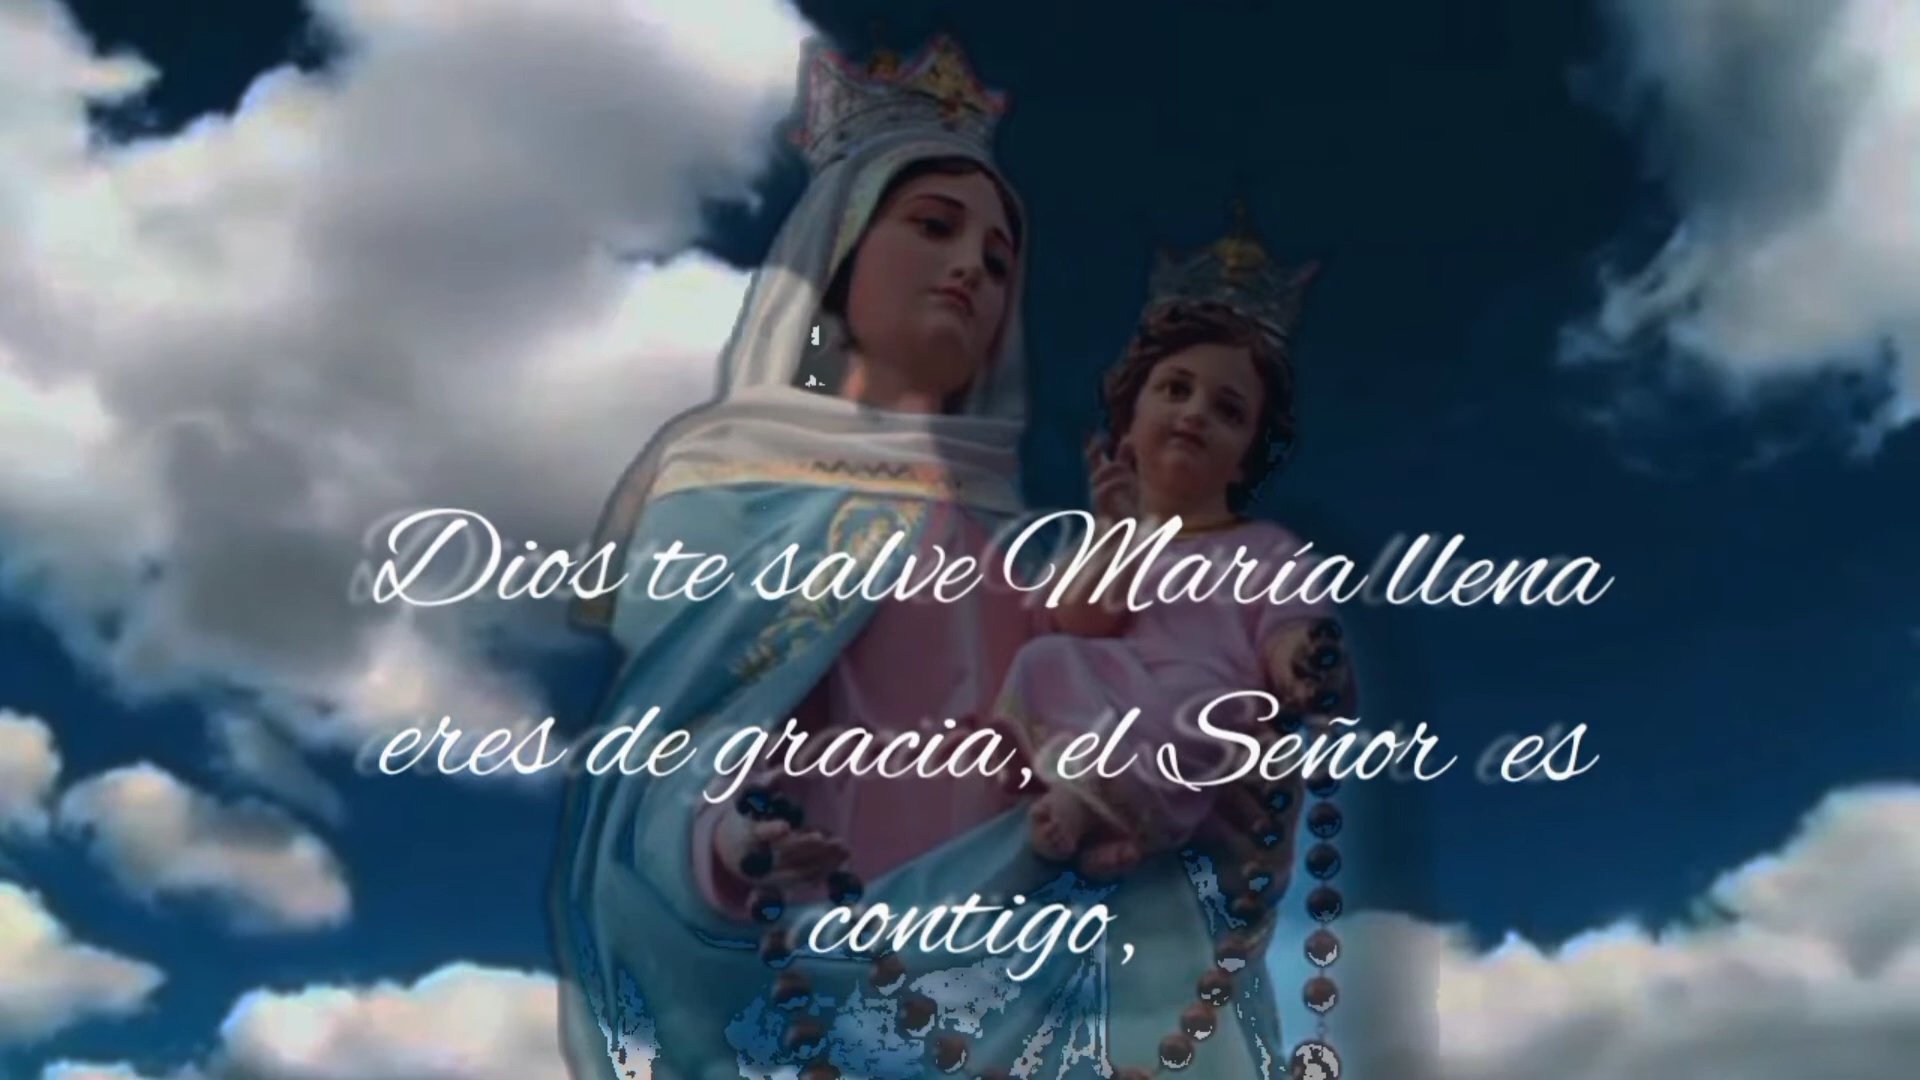 Dios te salve María llena
eres de gracia, el Señor es
contigo,